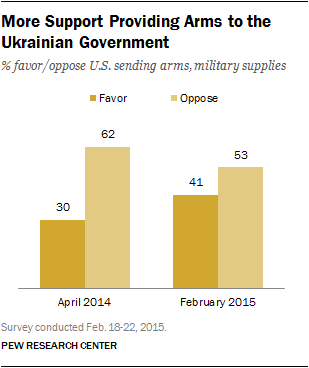 More Support Providing Arms to the
Ukrainian Government
% favor/oppose U.S. sending arms, military supplies
Favor Oppose
30 62 41 53
April 2014 February 2015
Survey conducted Feb. 18-22, 2015.
PEW RESEARCH CENTER